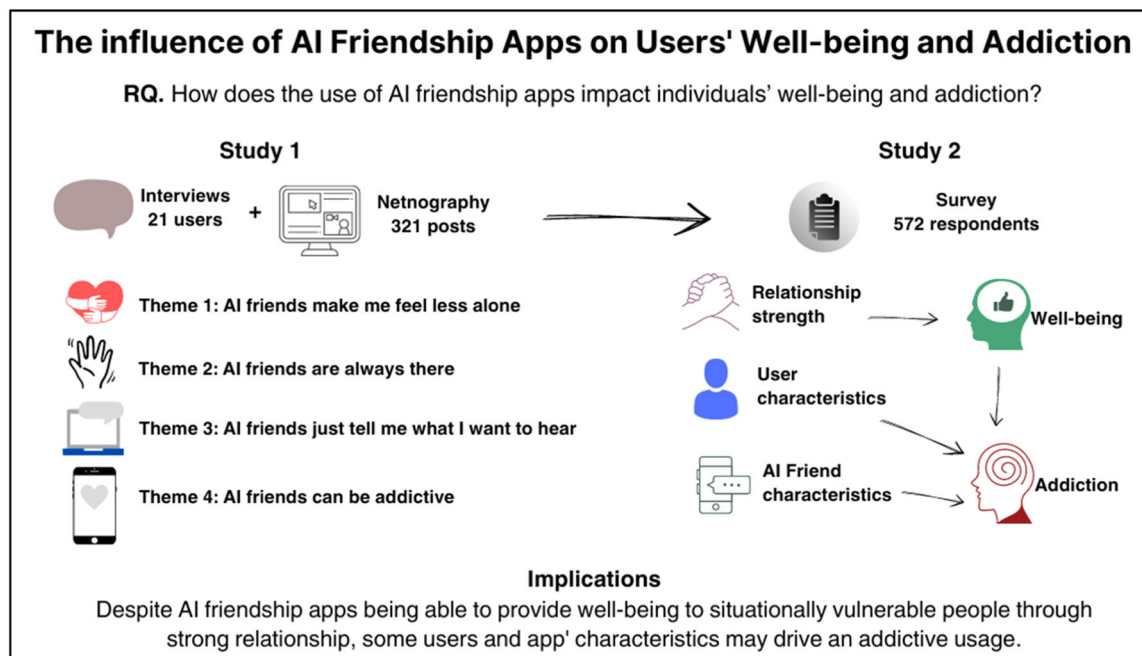 The influence of AI Friendship Apps on Users' Well-being and Addiction
RQ. How does the use of AI friendship apps impact individuals' well-being and addiction?
Study 1
Interviews
21 users
+
Netnography
321 posts
Theme 1: AI friends make me feel less alone
Theme 2: AI friends are always there
Theme 3: AI friends just tell me what I want to hear
Theme 4: AI friends can be addictive
Study 2
Survey
572 respondents
Relationship
strength
Well-being
User
characteristics
AI Friend
characteristics
Addiction
Implications
Despite AI friendship apps being able to provide well-being to situationally vulnerable people through
strong relationship, some users and app' characteristics may drive an addictive usage.